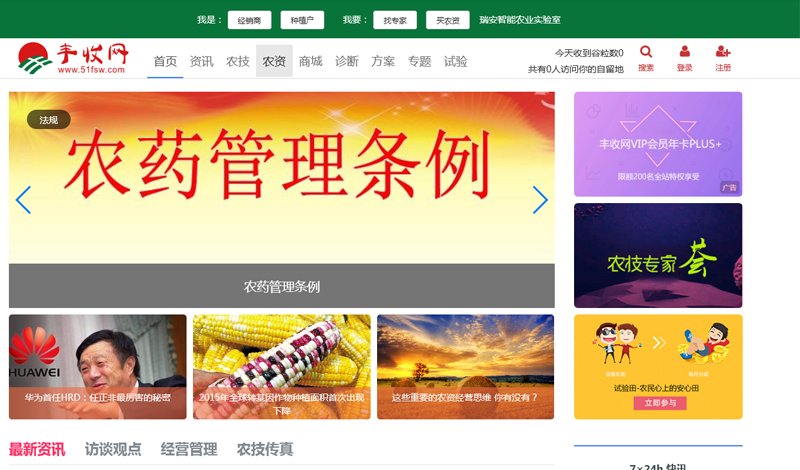 我是： 经销商 种植户 我要： 找专家 买农资 瑞安智能农业实验室
丰收网
www.51fsw.com
首页 资讯 农技 农资 商城 诊断 方案 专题 试验
今天收到谷粒数0
共有0人访问你的自留地
搜索 登录 注册
法规
农药管理条例
农药管理条例
丰收网VIP会员年卡PLUS+
限额200名全站特权享受
广告
农技专家荟
HUAWEI
华为首任HRD：任正非最厉害的秘密
2015年全球转基因作物种植面积首次出现
下降
这些重要的农资经营思维 你有没有？
试验田-农民心上的安心田
立即参与
最新资讯 访谈观点 经营管理 农技传真
7×24h 快讯